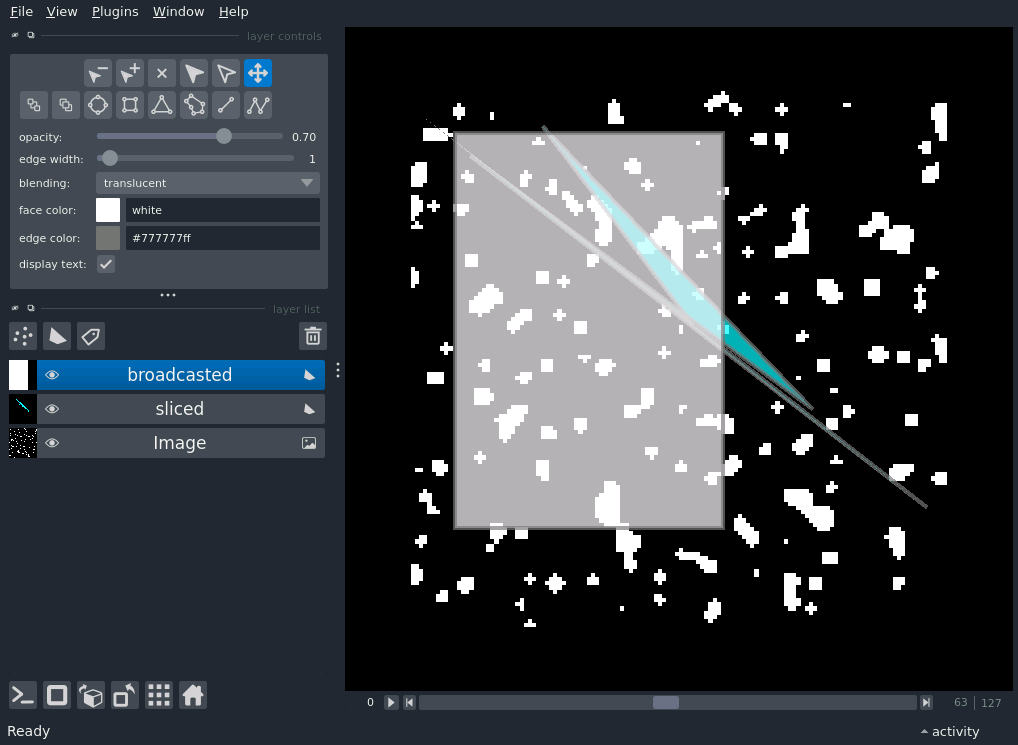 File View Plugins Window Help
layer controls
opacity: 0.70
edge width: 1
blending: translucent
face color: white
edge color: #777777ff
display text:
layer list
broadcasted
sliced
Image
0 63 127
Ready activity